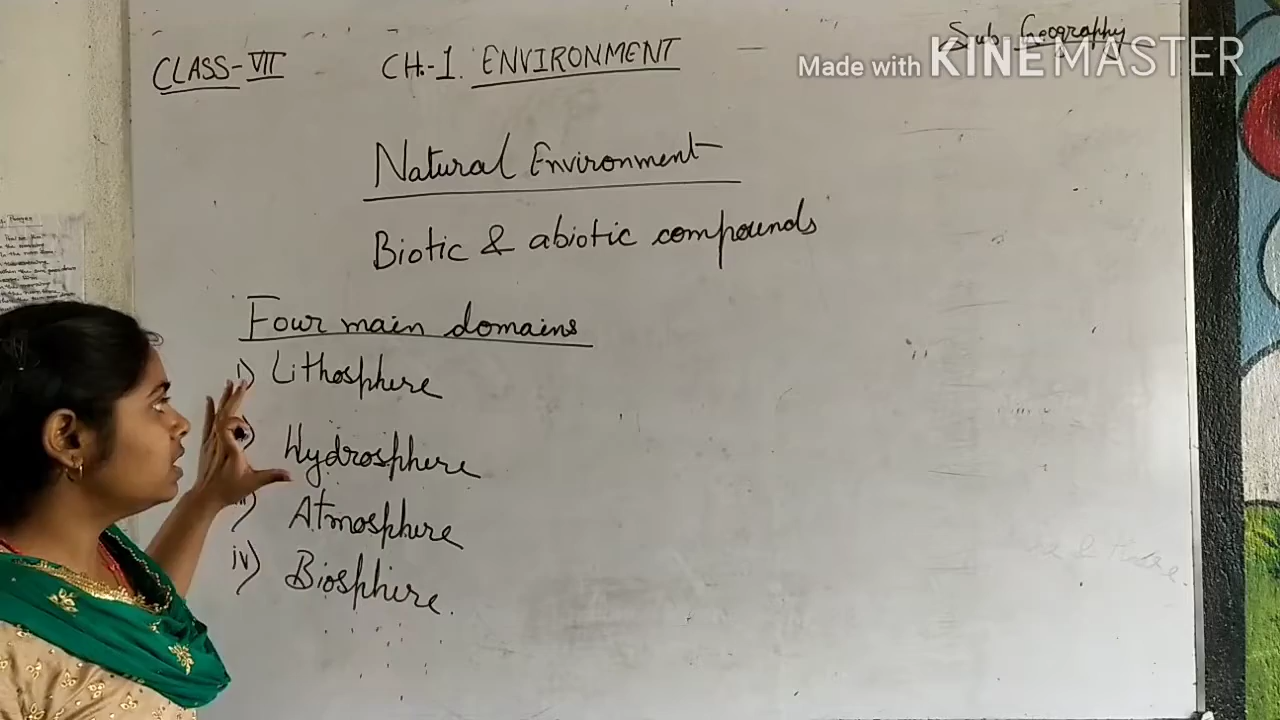 CLASS-VII CH.-1. ENVIRONMENT — Sub Geography
Made with KINEMASTER
Natural Environment
Biotic & abiotic compounds
Four main domains
i) Lithosphere
Hydrosphere
Atmosphere
iv) Biosphere.